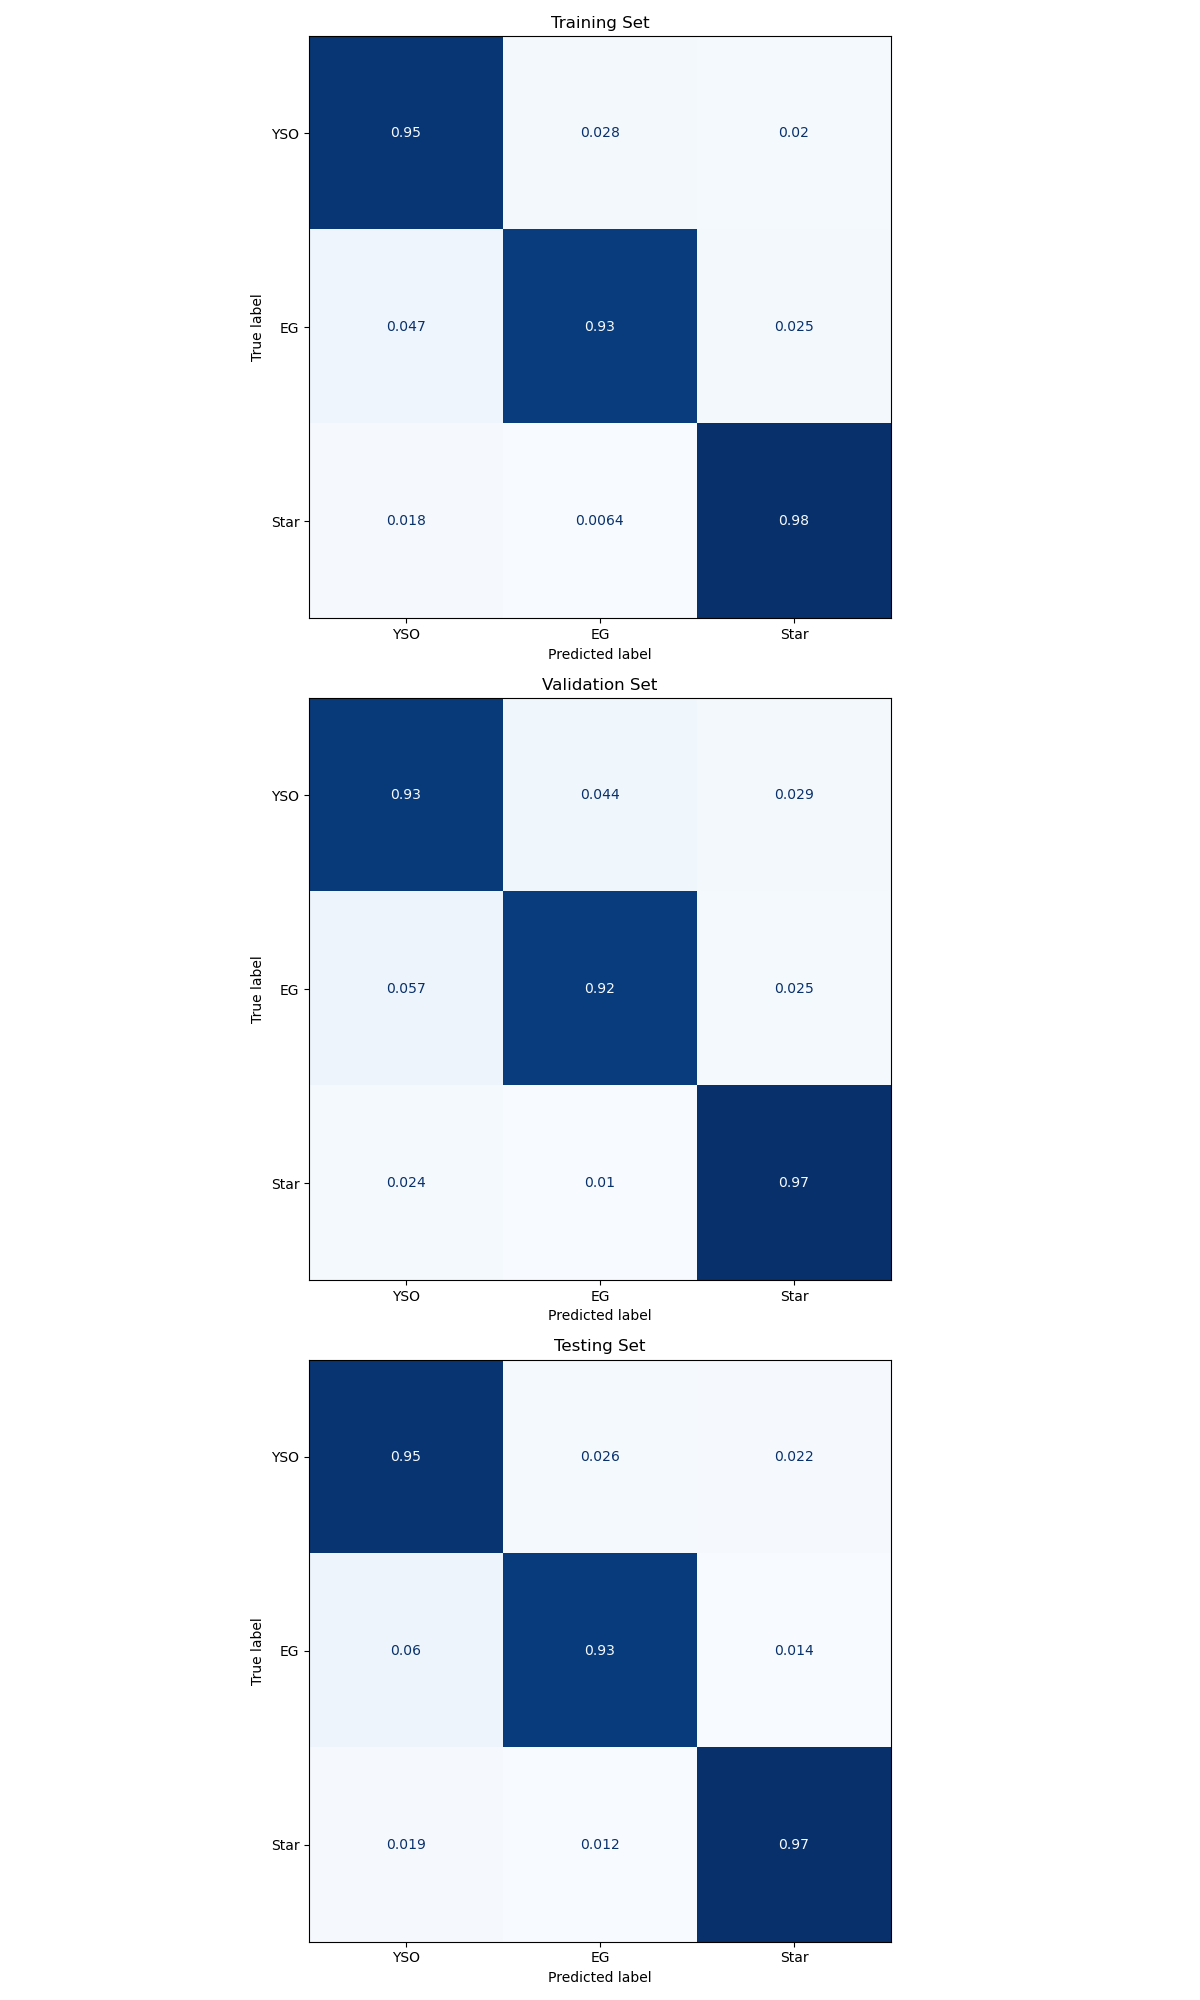 Training Set
YSO 0.95 0.028 0.02
True label
EG 0.047 0.93 0.025
Star 0.018 0.0064 0.98
YSO EG Star
Predicted label
Validation Set
YSO 0.93 0.044 0.029
True label
EG 0.057 0.92 0.025
Star 0.024 0.01 0.97
YSO EG Star
Predicted label
Testing Set
YSO 0.95 0.026 0.022
True label
EG 0.06 0.93 0.014
Star 0.019 0.012 0.97
YSO EG Star
Predicted label